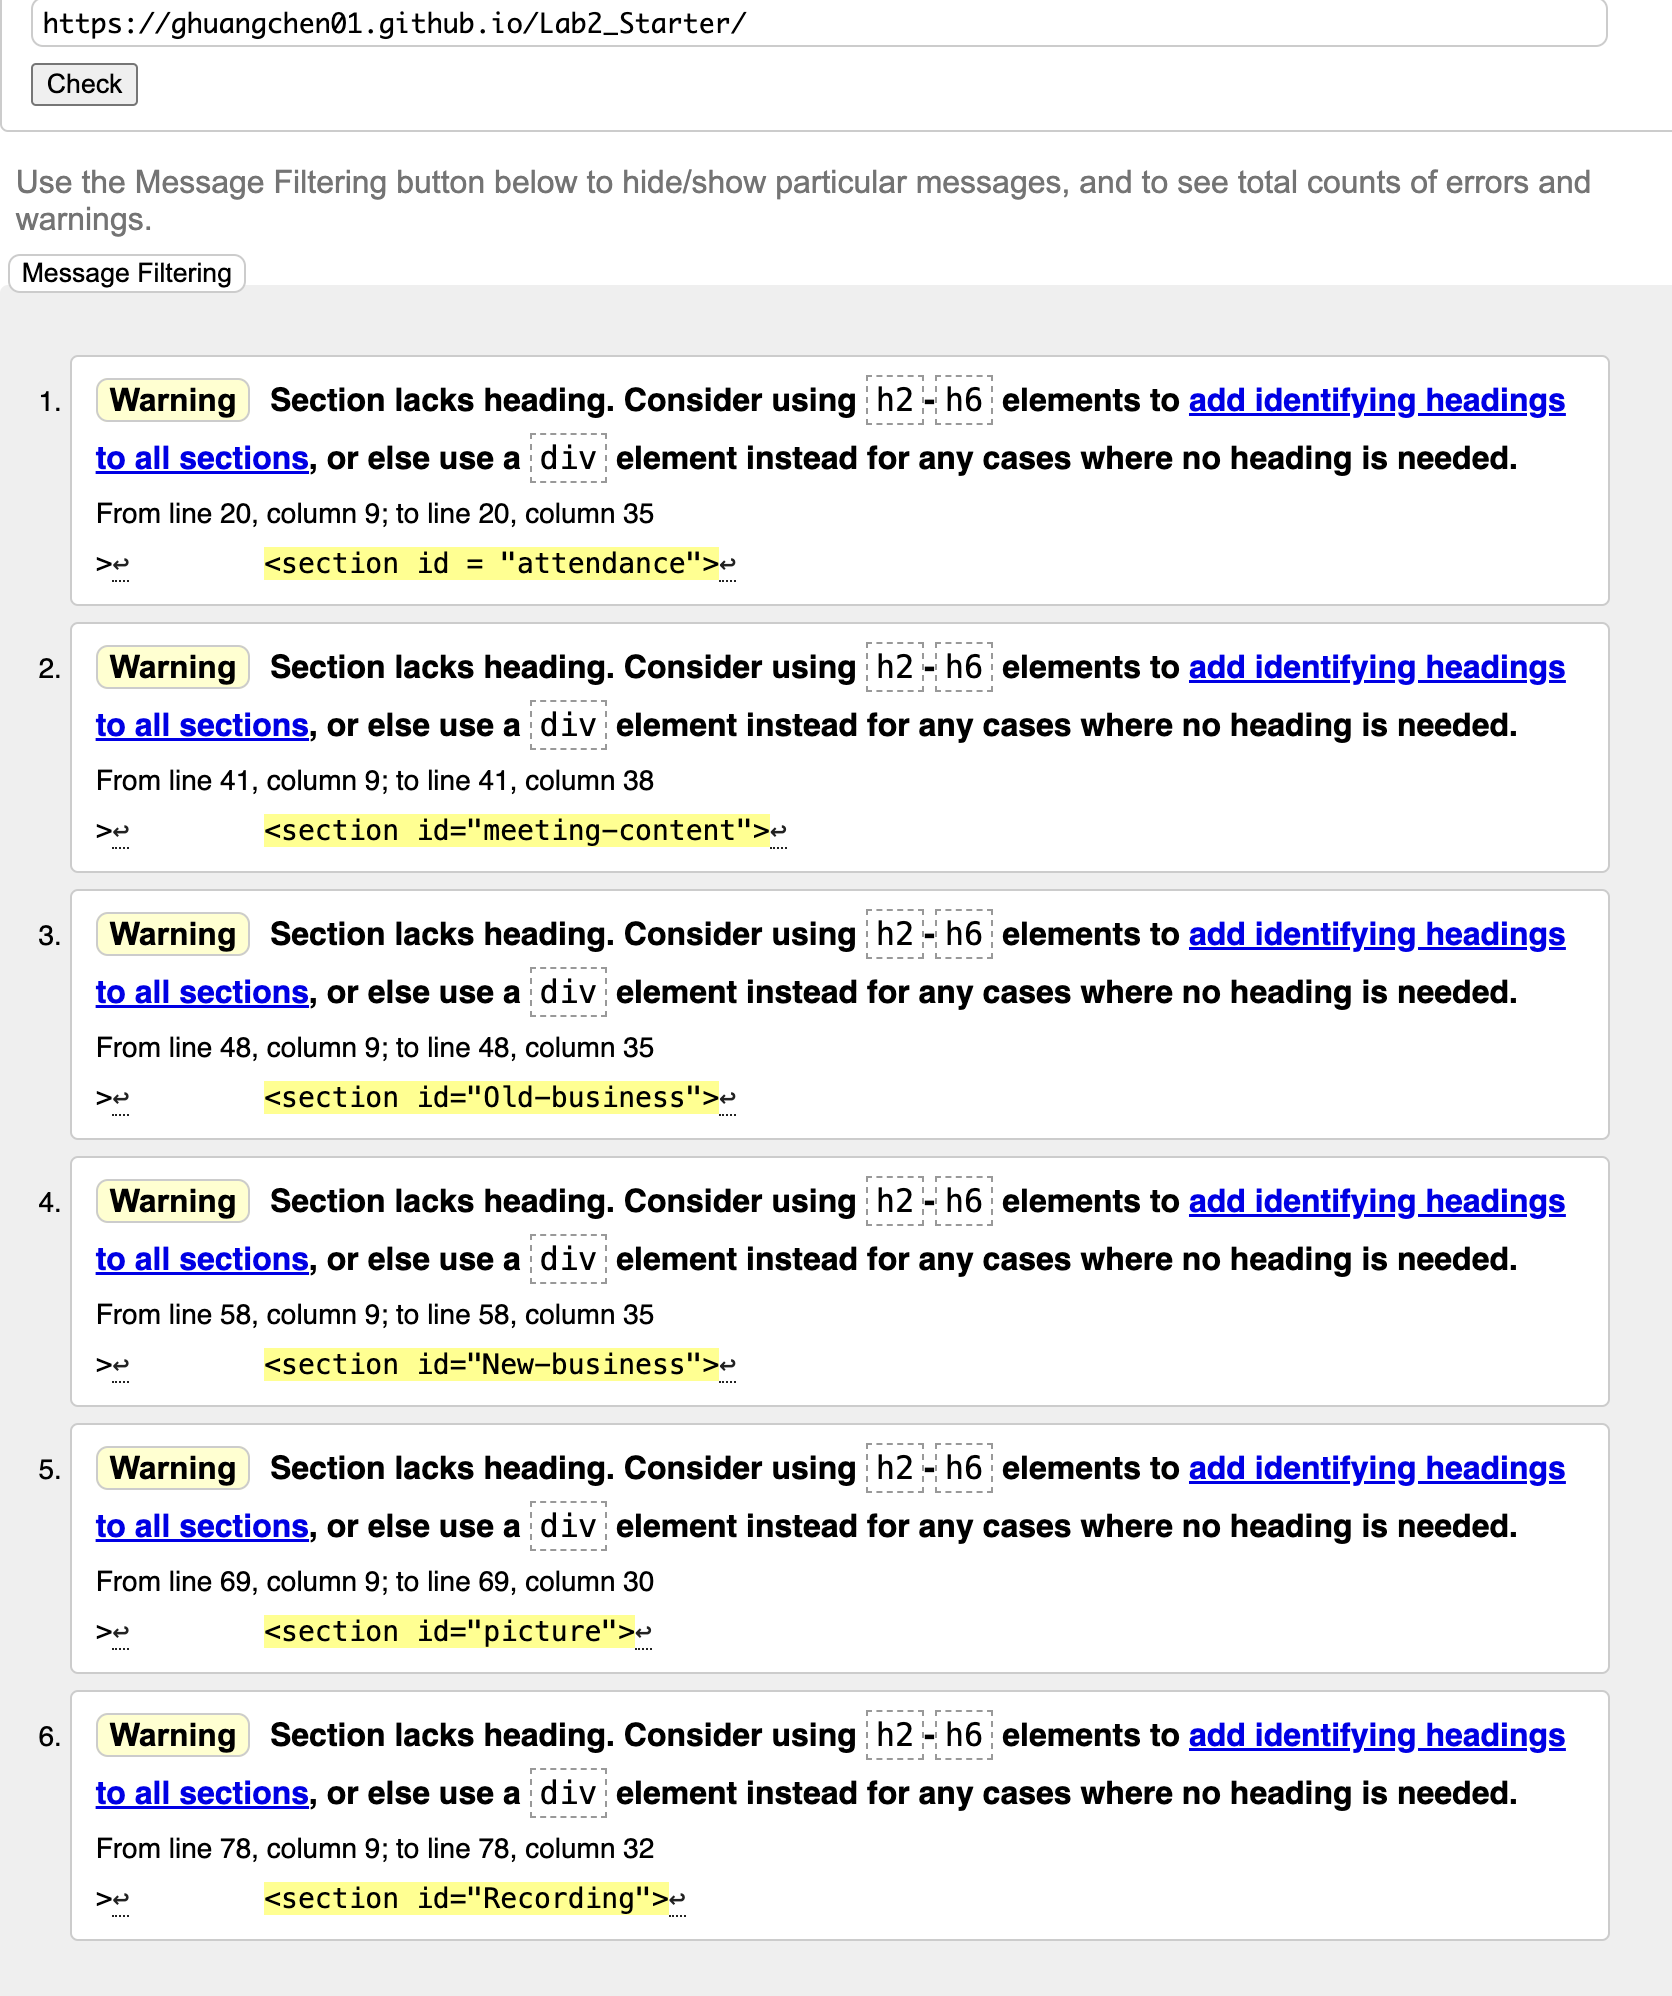 https://ghuangchen01.github.io/Lab2_Starter/
Check
Use the Message Filtering button below to hide/show particular messages, and to see total counts of errors and
warnings.
Message Filtering
1. Warning Section lacks heading. Consider using h2-h6 elements to add identifying headings
to all sections, or else use a div element instead for any cases where no heading is needed.
From line 20, column 9; to line 20, column 35
>↩ <section id = "attendance">↩
2. Warning Section lacks heading. Consider using h2-h6 elements to add identifying headings
to all sections, or else use a div element instead for any cases where no heading is needed.
From line 41, column 9; to line 41, column 38
>↩ <section id="meeting-content">↩
3. Warning Section lacks heading. Consider using h2-h6 elements to add identifying headings
to all sections, or else use a div element instead for any cases where no heading is needed.
From line 48, column 9; to line 48, column 35
>↩ <section id="Old-business">↩
4. Warning Section lacks heading. Consider using h2-h6 elements to add identifying headings
to all sections, or else use a div element instead for any cases where no heading is needed.
From line 58, column 9; to line 58, column 35
>↩ <section id="New-business">↩
5. Warning Section lacks heading. Consider using h2-h6 elements to add identifying headings
to all sections, or else use a div element instead for any cases where no heading is needed.
From line 69, column 9; to line 69, column 30
>↩ <section id="picture">↩
6. Warning Section lacks heading. Consider using h2-h6 elements to add identifying headings
to all sections, or else use a div element instead for any cases where no heading is needed.
From line 78, column 9; to line 78, column 32
>↩ <section id="Recording">↩